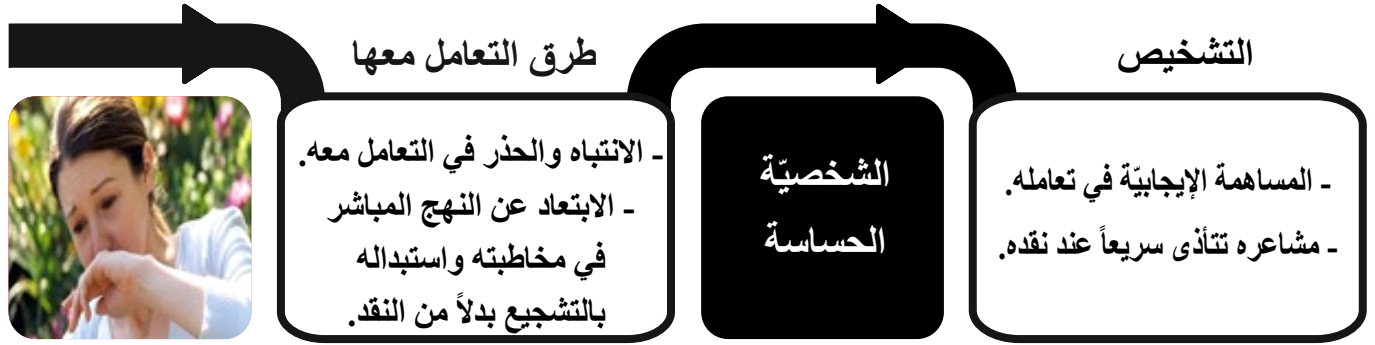 التشخيص
- المساهمة الإيجابيّة في تعامله.
- مشاعره تتأذى سريعاً عند نقده.
الشخصيّة
الحساسة
طرق التعامل معها
- الانتباه والحذر في التعامل معه.
- الابتعاد عن النهج المباشر
في مخاطبته واستبداله
بالتشجيع بدلاً من النقد.